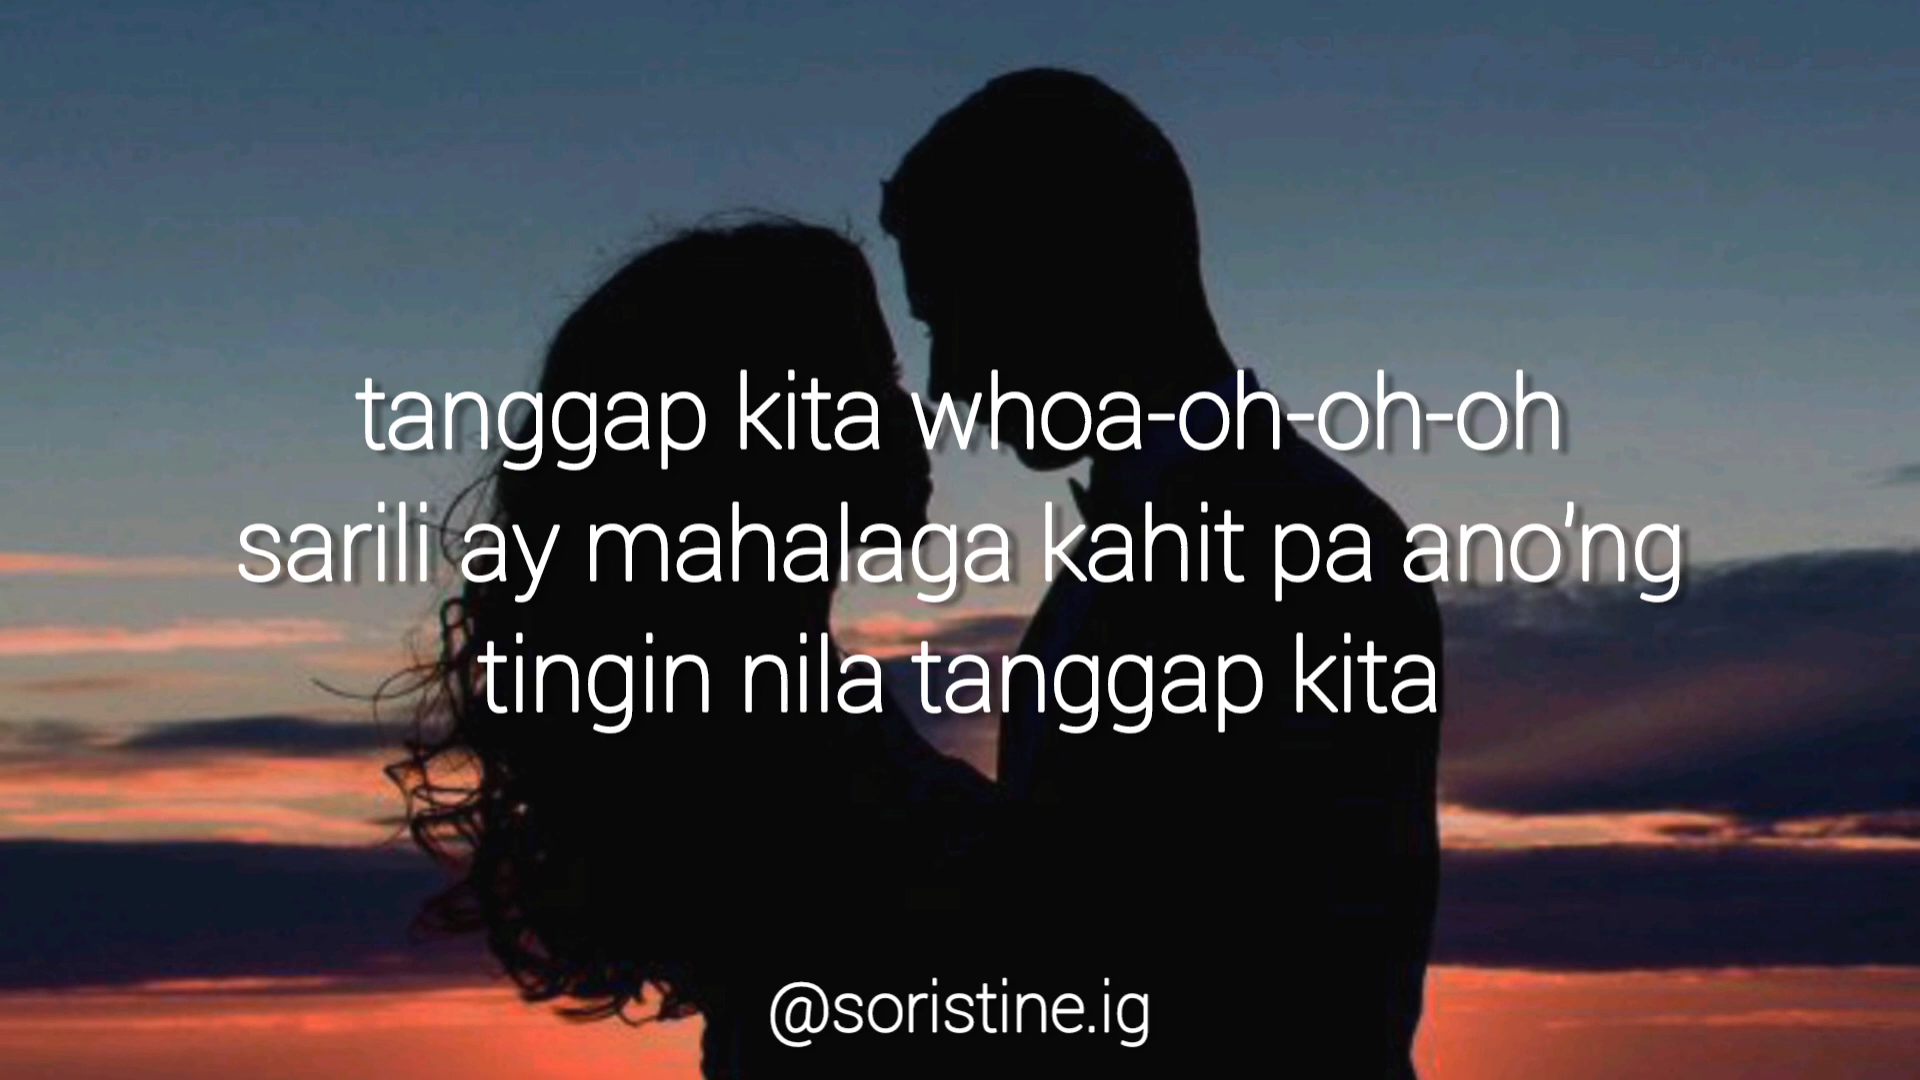 tanggap kita whoa-oh-oh-oh
sarili ay mahalaga kahit pa ano'ng
tingin nila tanggap kita
@soristine.ig